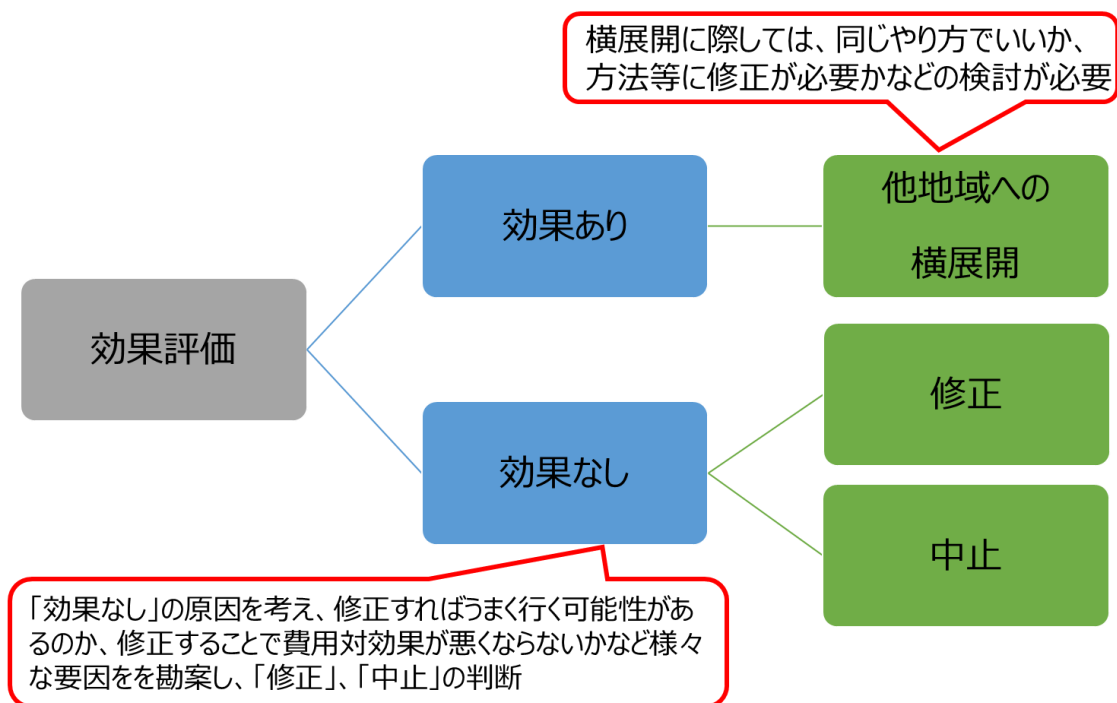 横展開に際しては、同じやり方でいいか、
方法等に修正が必要かなどの検討が必要
効果あり
他地域への
横展開
効果評価
修正
効果なし
中止
「効果なし」の原因を考え、修正すればうまく行く可能性があ
るのか、修正することで費用対効果が悪くならないかなど様々
な要因をを勘案し、「修正」、「中止」の判断